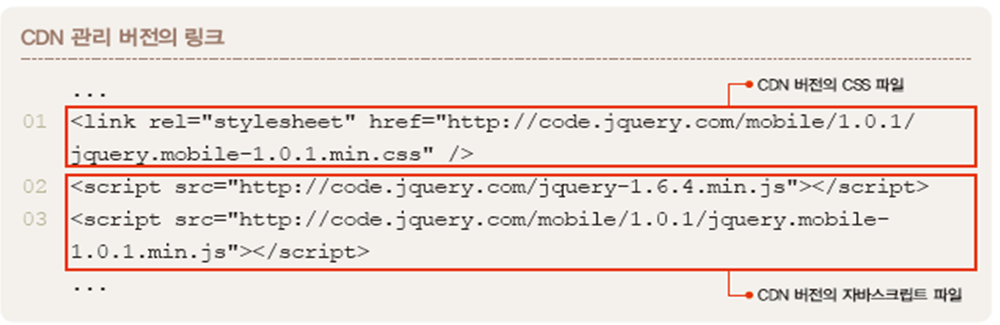 CDN 관리 버전의 링크
...
CDN 버전의 CSS 파일
01 <link rel="stylesheet" href="http://code.jquery.com/mobile/1.0.1/
jquery.mobile-1.0.1.min.css" />
02 <script src="http://code.jquery.com/jquery-1.6.4.min.js"></script>
03 <script src="http://code.jquery.com/mobile/1.0.1/jquery.mobile-
1.0.1.min.js"></script>
...
CDN 버전의 자바스크립트 파일